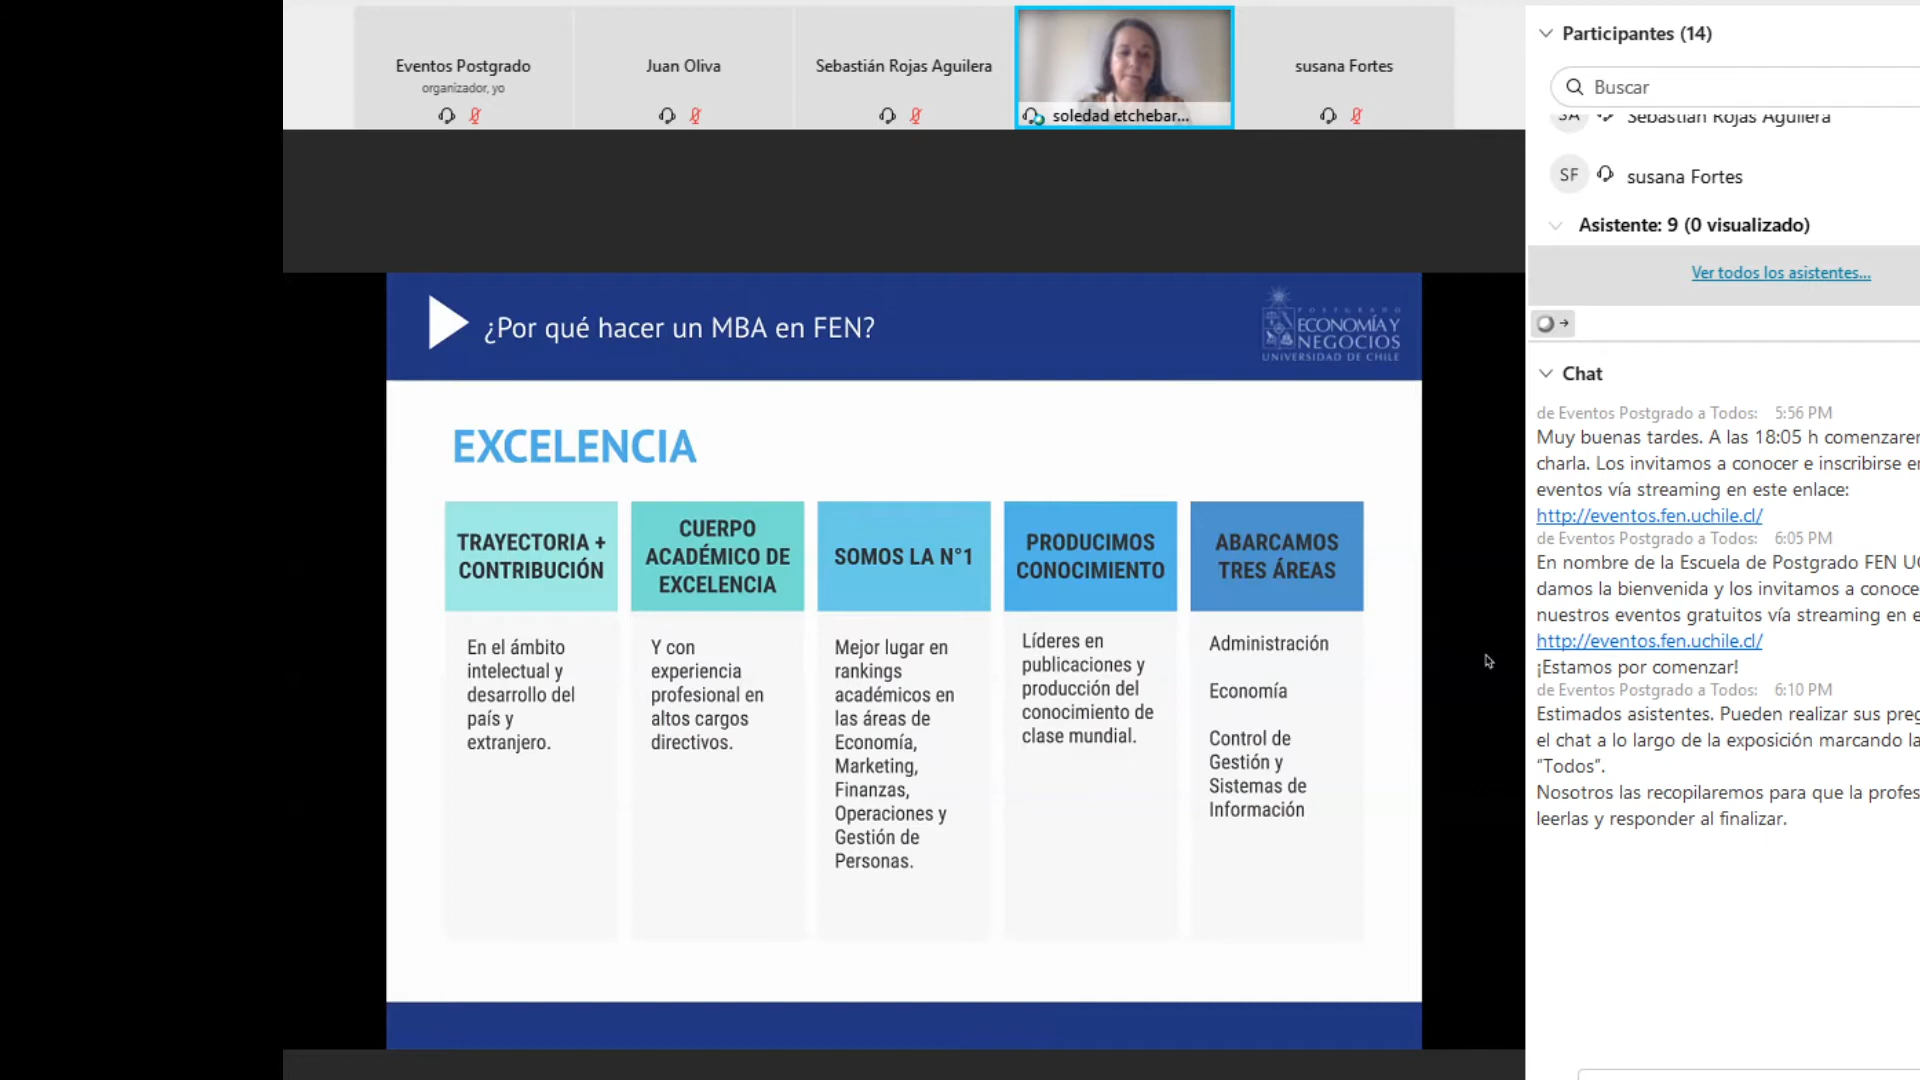 Eventos Postgrado
organizador, yo
Juan Oliva
Sebastián Rojas Aguilera
soledad etchebar...
susana Fortes
¿Por qué hacer un MBA en FEN?
POSTGRADO
ECONOMÍA Y
NEGOCIOS
UNIVERSIDAD DE CHILE
EXCELENCIA
TRAYECTORIA +
CONTRIBUCIÓN
En el ámbito
intelectual y
desarrollo del
país y
extranjero.
CUERPO
ACADÉMICO DE
EXCELENCIA
Y con
experiencia
profesional en
altos cargos
directivos.
SOMOS LA N°1
Mejor lugar en
rankings
académicos en
las áreas de
Economía,
Marketing,
Finanzas,
Operaciones y
Gestión de
Personas.
PRODUCIMOS
CONOCIMIENTO
Líderes en
publicaciones y
producción del
conocimiento de
clase mundial.
ABARCAMOS
TRES ÁREAS
Administración
Economía
Control de
Gestión y
Sistemas de
Información
Participantes (14)
Buscar
SA Sebastián Rojas Aguilera
SF susana Fortes
Asistente: 9 (0 visualizado)
Ver todos los asistentes...
Chat
de Eventos Postgrado a Todos: 5:56 PM
Muy buenas tardes. A las 18:05 h
charla. Los invitamos a conocer e inscribirse
eventos vía streaming en este enlace:
http://eventos.fen.uchile.cl/
de Eventos Postgrado a Todos: 6:05 PM
En nombre de la Escuela de Postgrado FEN
damos la bienvenida y los invitamos a
nuestros eventos gratuitos vía streaming en
http://eventos.fen.uchile.cl/
¡Estamos por comenzar!
de Eventos Postgrado a Todos: 6:10 PM
Estimados asistentes. Pueden realizar sus
el chat a lo largo de la exposición marcando
“Todos”.
Nosotros las recopilaremos para que la
leerlas y responder al finalizar.